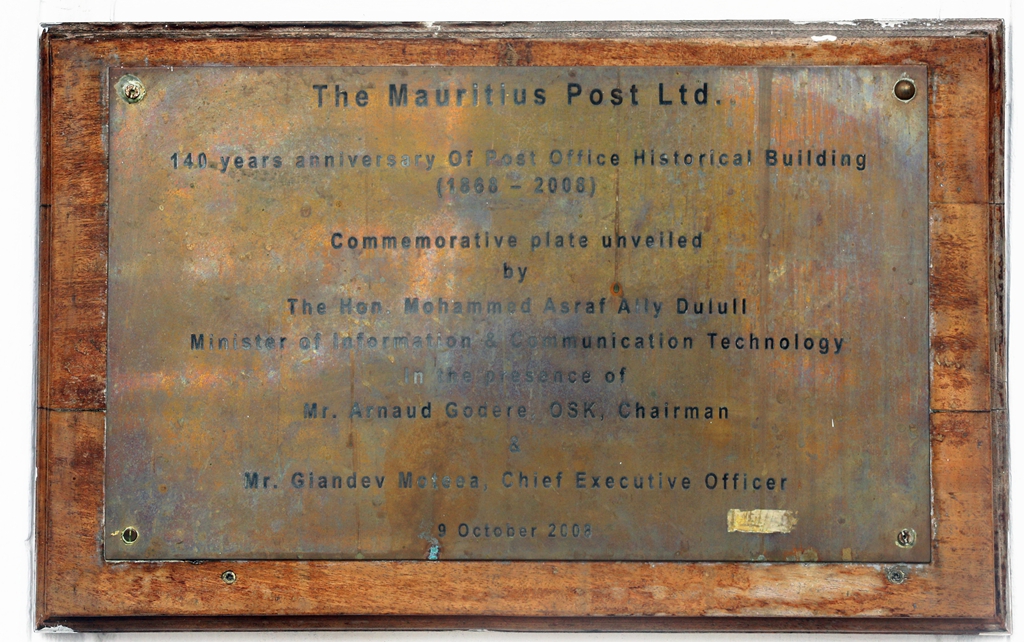 The Mauritius Post Ltd..
140 years anniversary Of Post Office Historical Building
(1868 – 2008)
Commemorative plate unveiled
by
The Hon. Mohammed Asraf Ally Dulull
Minister of Information & Communication Technology
in the presence of
Mr. Arnaud Godere, OSK, Chairman
&
Mr. Giandev Moteea, Chief Executive Officer
9 October 2008